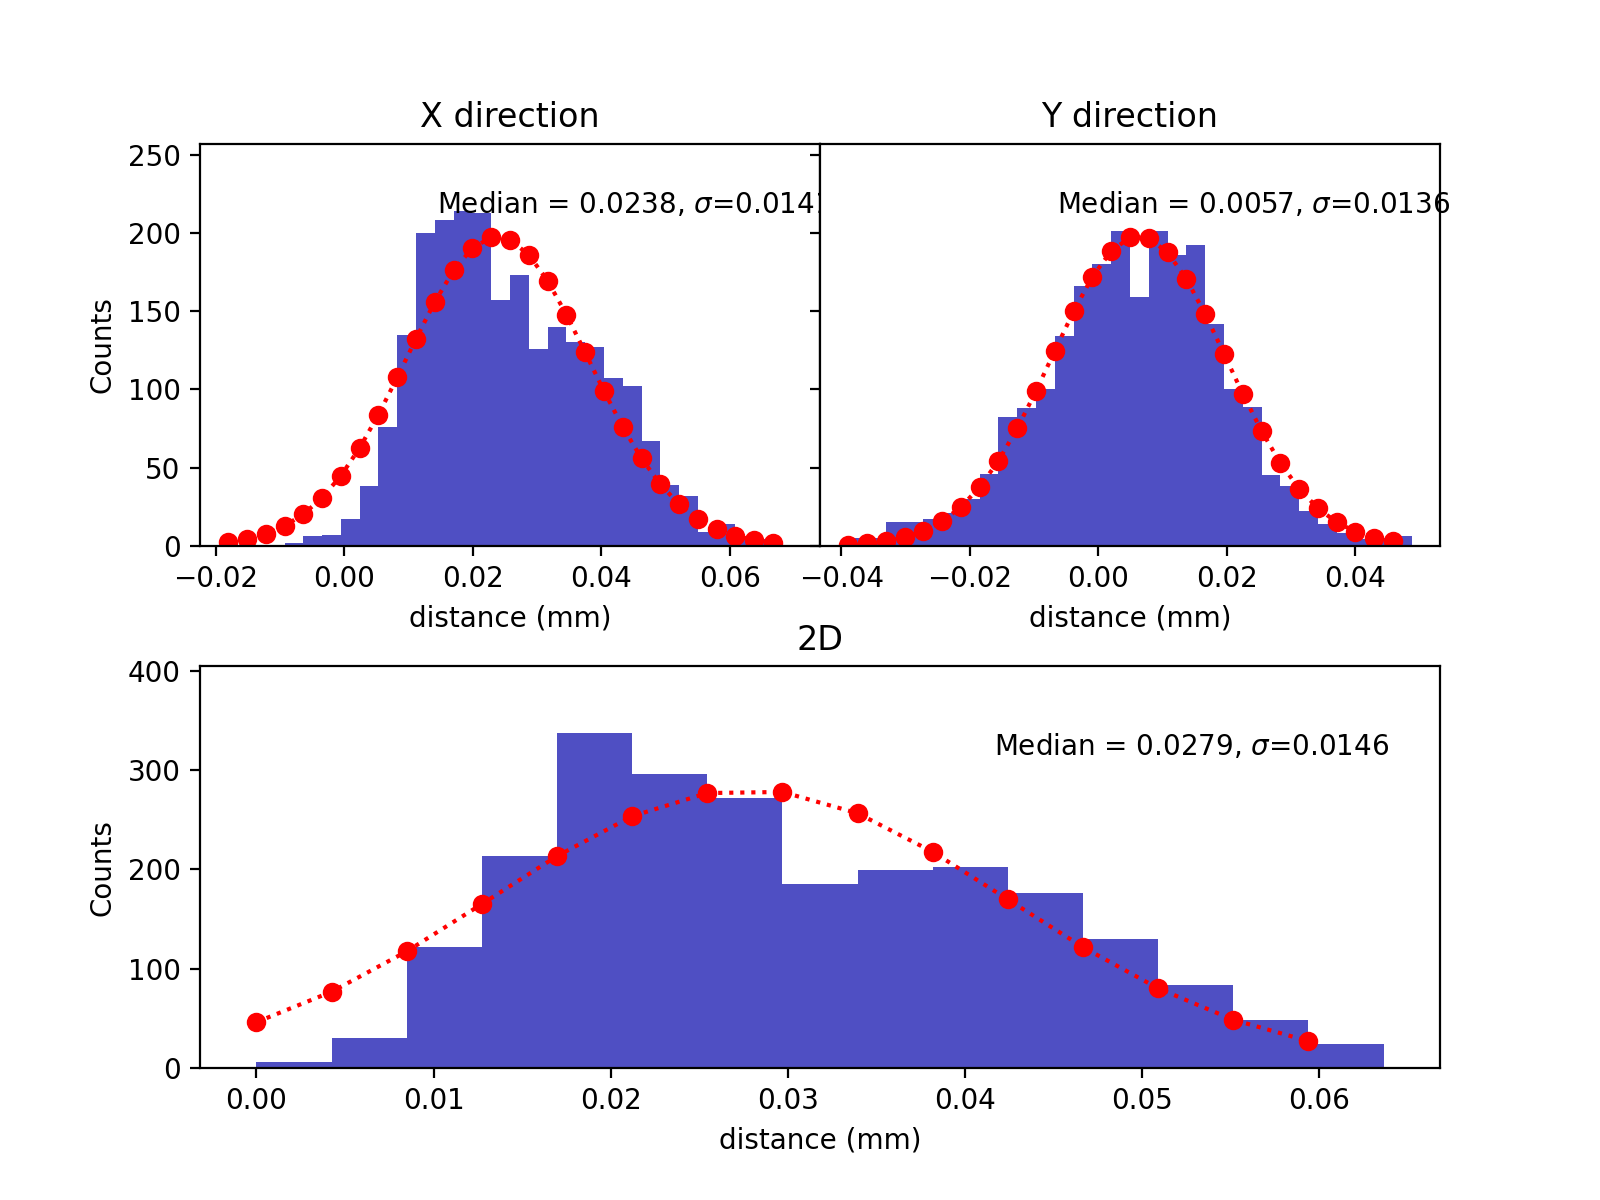 X direction
Y direction
250
200
150
100
50
0
Counts
Median = 0.0238, σ=0.014
Median = 0.0057, σ=0.0136
−0.02 0.00 0.02 0.04 0.06
−0.04 −0.02 0.00 0.02 0.04
distance (mm)
distance (mm)
2D
400
300
200
100
0
Counts
Median = 0.0279, σ=0.0146
0.00 0.01 0.02 0.03 0.04 0.05 0.06
distance (mm)